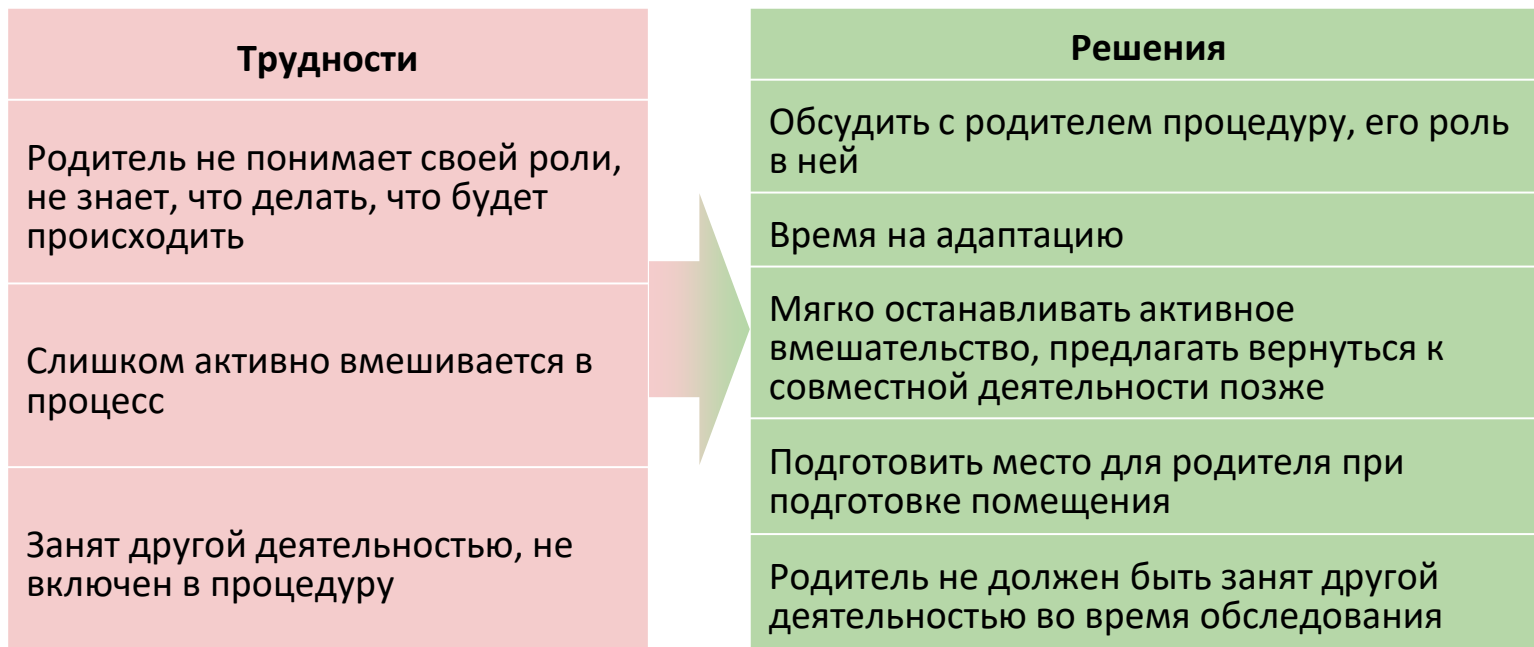 Трудности
Родитель не понимает своей роли,
не знает, что делать, что будет
происходить
Слишком активно вмешивается в
процесс
Занят другой деятельностью, не
включен в процедуру
Решения
Обсудить с родителем процедуру, его роль
в ней
Время на адаптацию
Мягко останавливать активное
вмешательство, предлагать вернуться к
совместной деятельности позже
Подготовить место для родителя при
подготовке помещения
Родитель не должен быть занят другой
деятельностью во время обследования